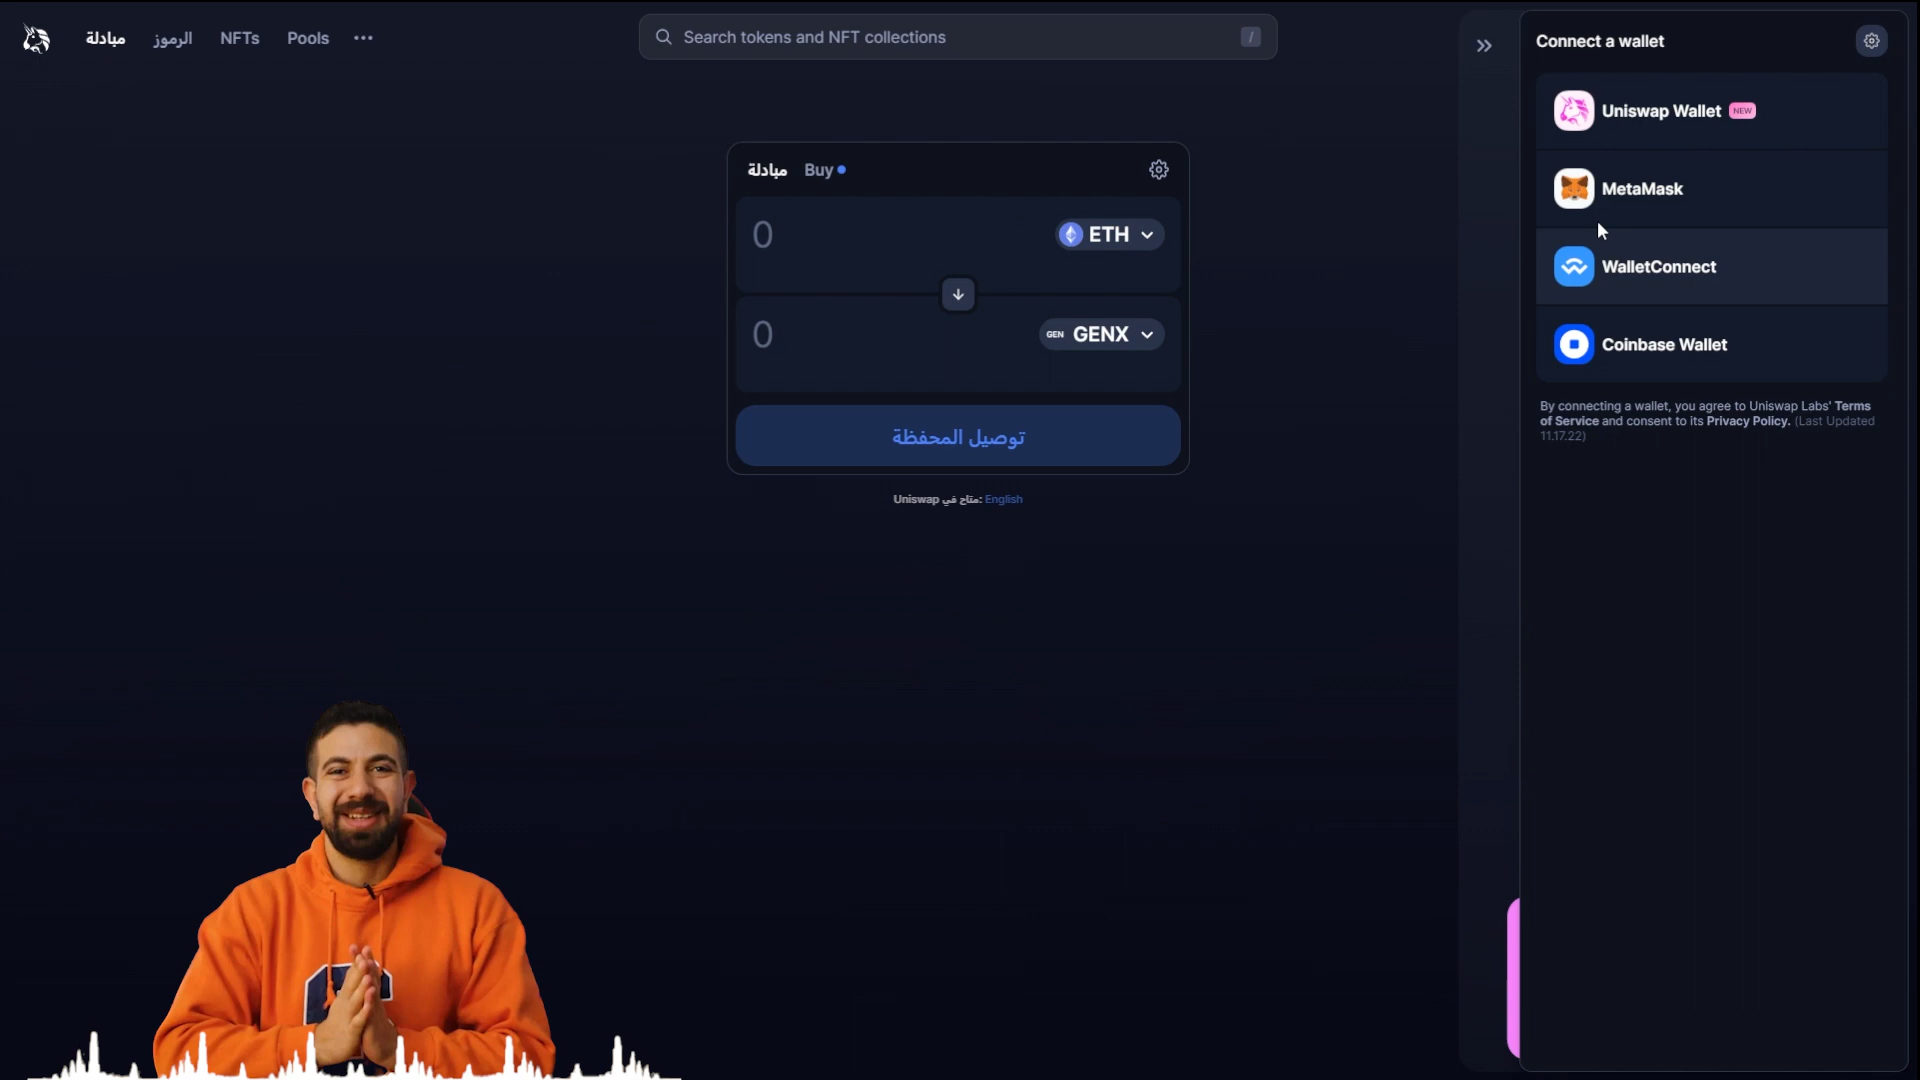 مبادلة
الرموز
NFTs
Pools
Search tokens and NFT collections
/
مبادلة
Buy
0
ETH
0
GEN
GENX
توصيل المحفظة
Uniswap متاح في: English
Connect a wallet
Uniswap Wallet NEW
MetaMask
WalletConnect
Coinbase Wallet
By connecting a wallet, you agree to Uniswap Labs' Terms
of Service and consent to its Privacy Policy. (Last Updated
11.17.22)